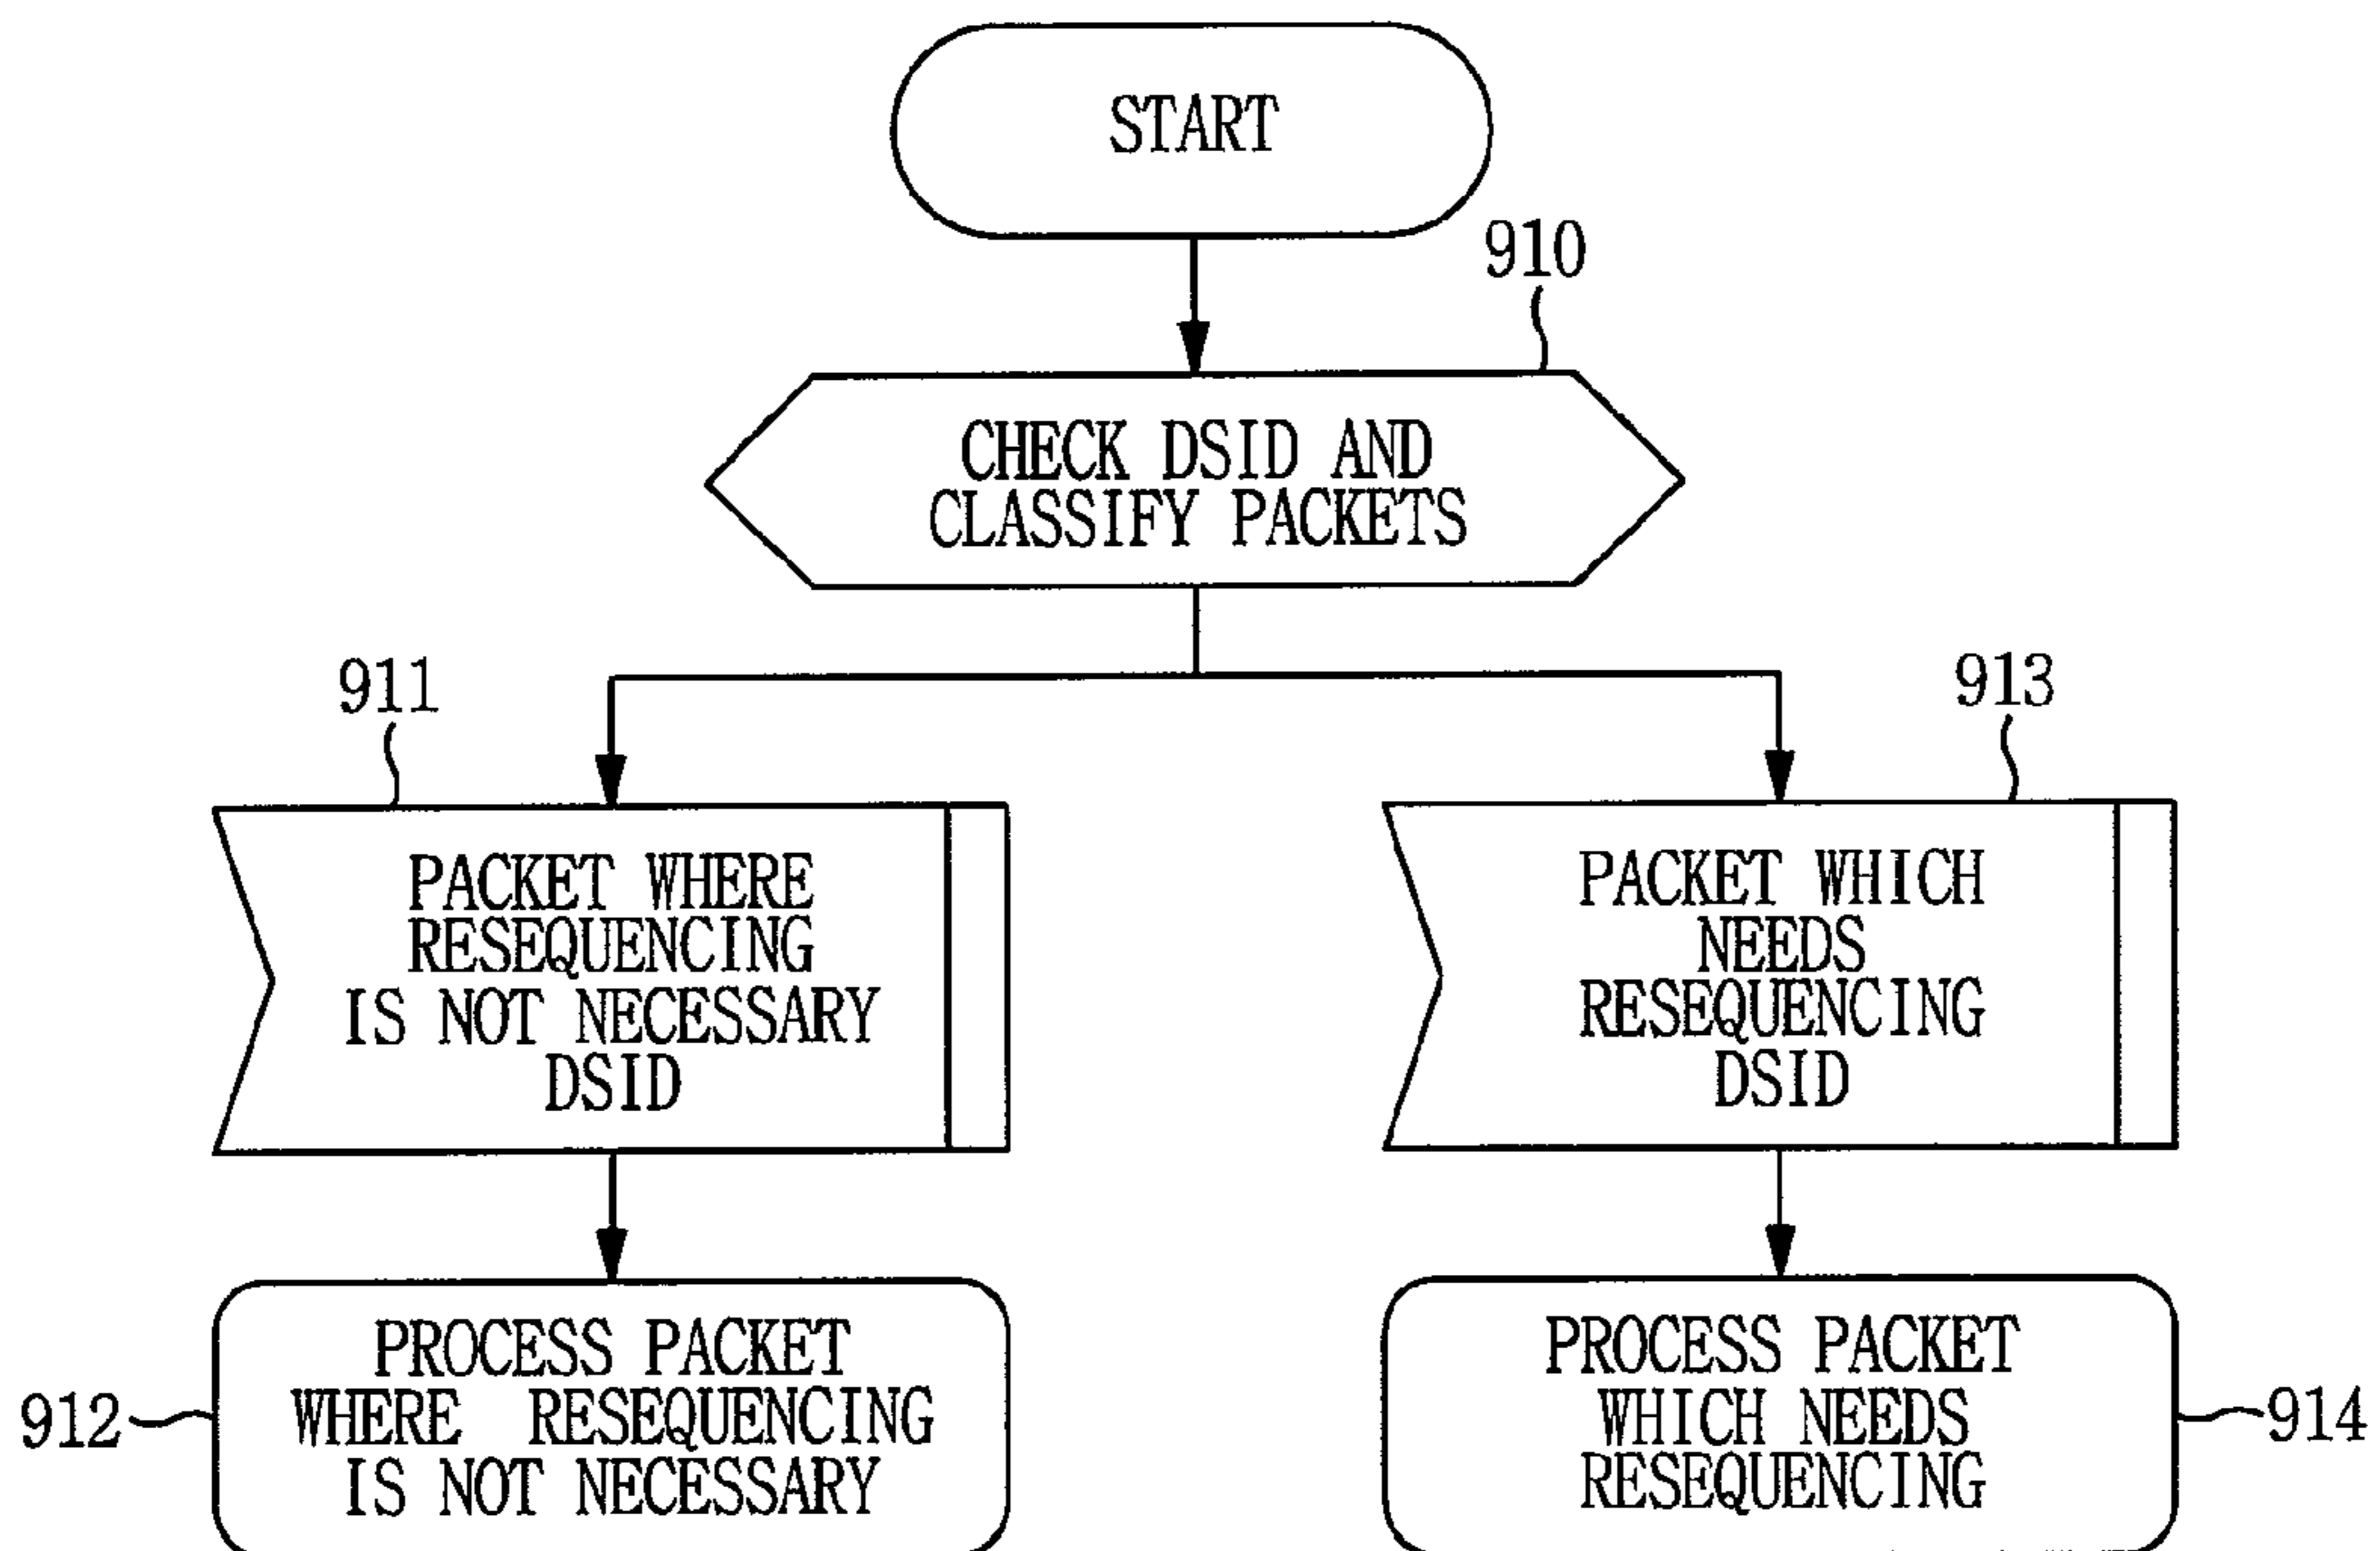 START
910
CHECK DSID AND
CLASSIFY PACKETS
911
PACKET WHERE
RESEQUENCING
IS NOT NECESSARY
DSID
913
PACKET WHICH
NEEDS
RESEQUENCING
DSID
912
PROCESS PACKET
WHERE RESEQUENCING
IS NOT NECESSARY
PROCESS PACKET
WHICH NEEDS
RESEQUENCING
914